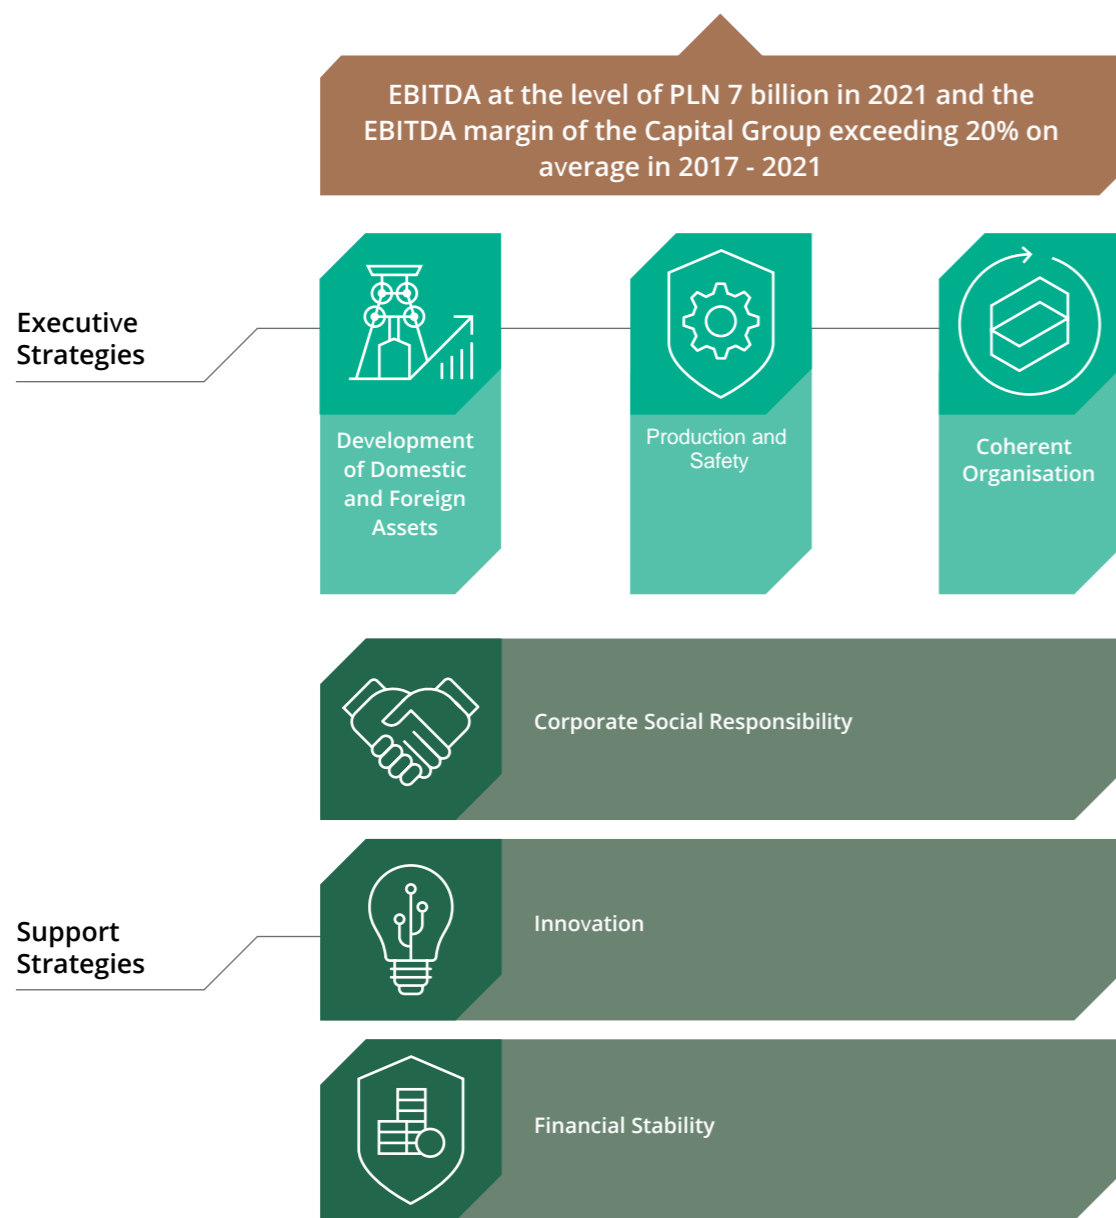 EBITDA at the level of PLN 7 billion in 2021 and the
EBITDA margin of the Capital Group exceeding 20% on
average in 2017 - 2021
Executive
Strategies
Development
of Domestic
and Foreign
Assets
Production and
Safety
Coherent
Organisation
Corporate Social Responsibility
Support
Strategies
Innovation
Financial Stability